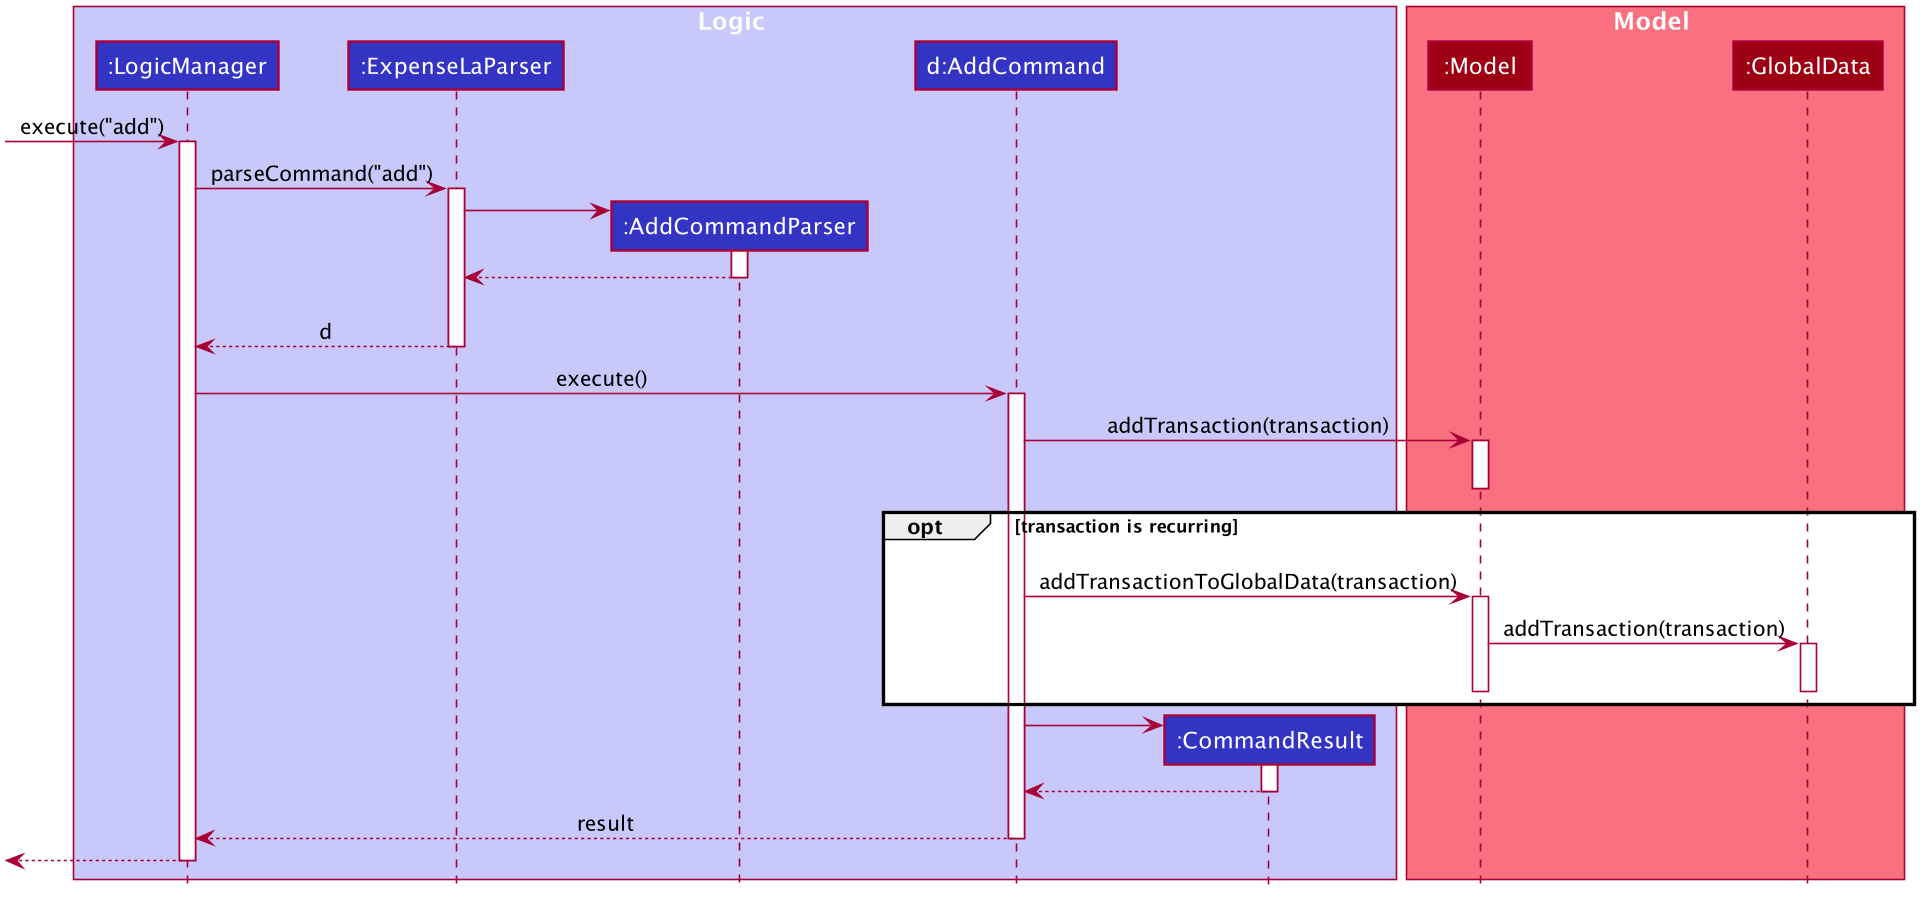 Logic
Model
:LogicManager
:ExpenseLaParser
d:AddCommand
:Model
:GlobalData
execute("add")
parseCommand("add")
:AddCommandParser
d
execute()
addTransaction(transaction)
opt
[transaction is recurring]
addTransactionToGlobalData(transaction)
addTransaction(transaction)
:CommandResult
result